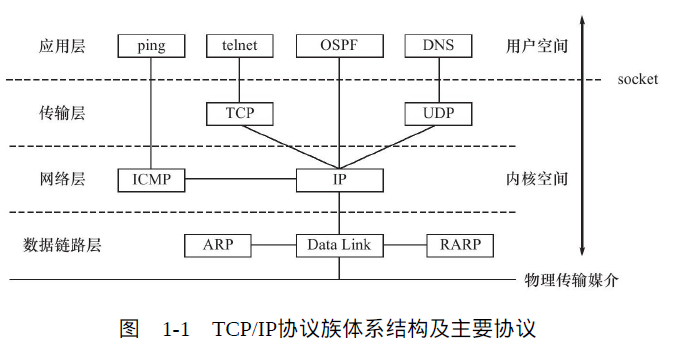 应用层 ping telnet OSPF DNS 用户空间
socket
传输层 TCP UDP
网络层 ICMP IP 内核空间
数据链路层 ARP Data Link RARP
物理传输媒介
图 1-1 TCP/IP协议族体系结构及主要协议